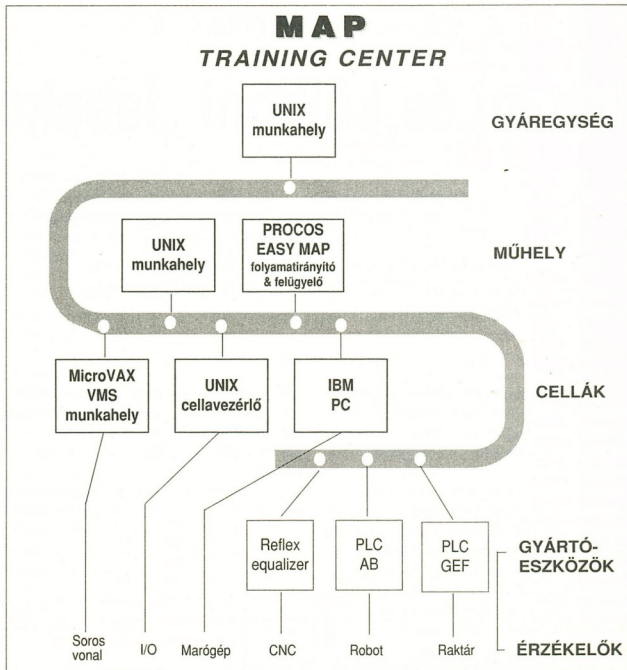 MAP
TRAINING CENTER
UNIX
munkahely
GYÁREGYSÉG
UNIX
munkahely
PROCOS
EASY MAP
folyamatirányító
& felügyelő
MŰHELY
MicroVAX
VMS
munkahely
UNIX
cellavezérlő
IBM
PC
CELLÁK
Reflex
equalizer
PLC
AB
PLC
GEF
GYÁRTÓ-
ESZKÖZÖK
Soros
vonal
I/O
Marógép
CNC
Robot
Raktár
ÉRZÉKELŐK